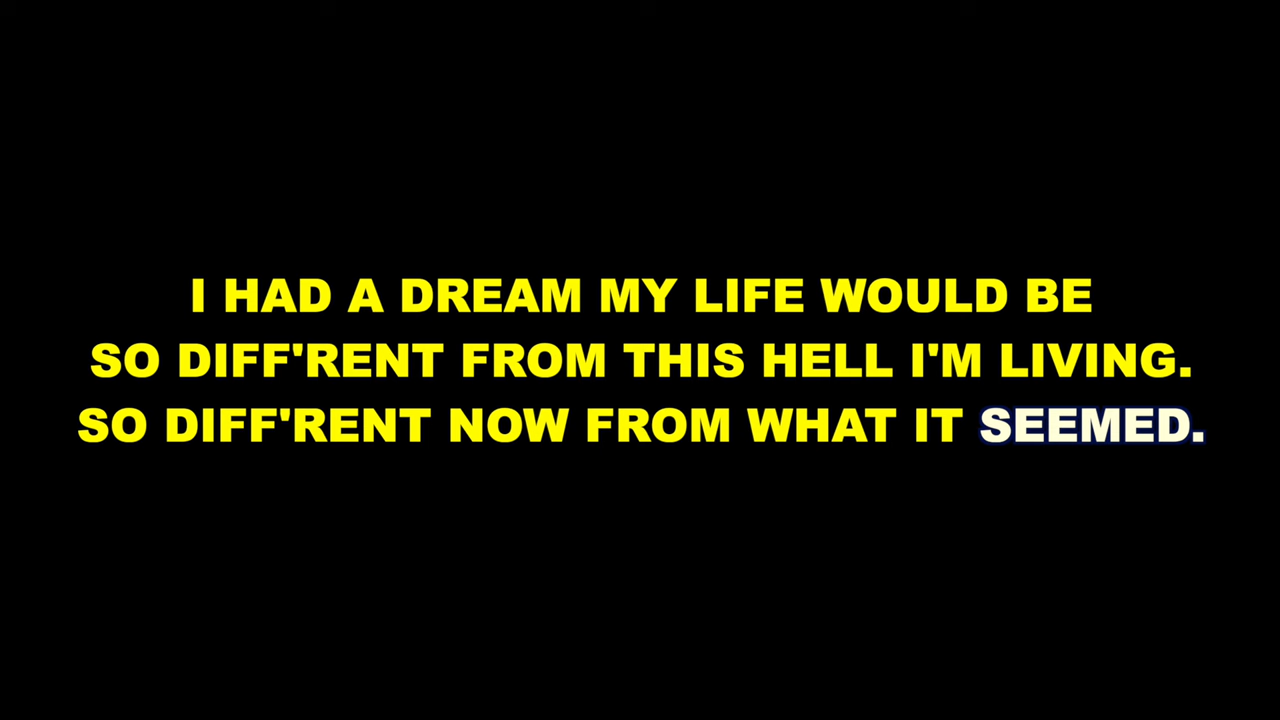 I HAD A DREAM MY LIFE WOULD BE
SO DIFF'RENT FROM THIS HELL I'M LIVING.
SO DIFF'RENT NOW FROM WHAT IT SEEMED.